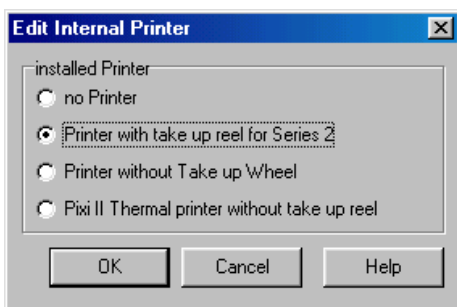 Edit Internal Printer
installed Printer
no Printer
Printer with take up reel for Series 2
Printer without Take up Wheel
Pixi II Thermal printer without take up reel
OK Cancel Help